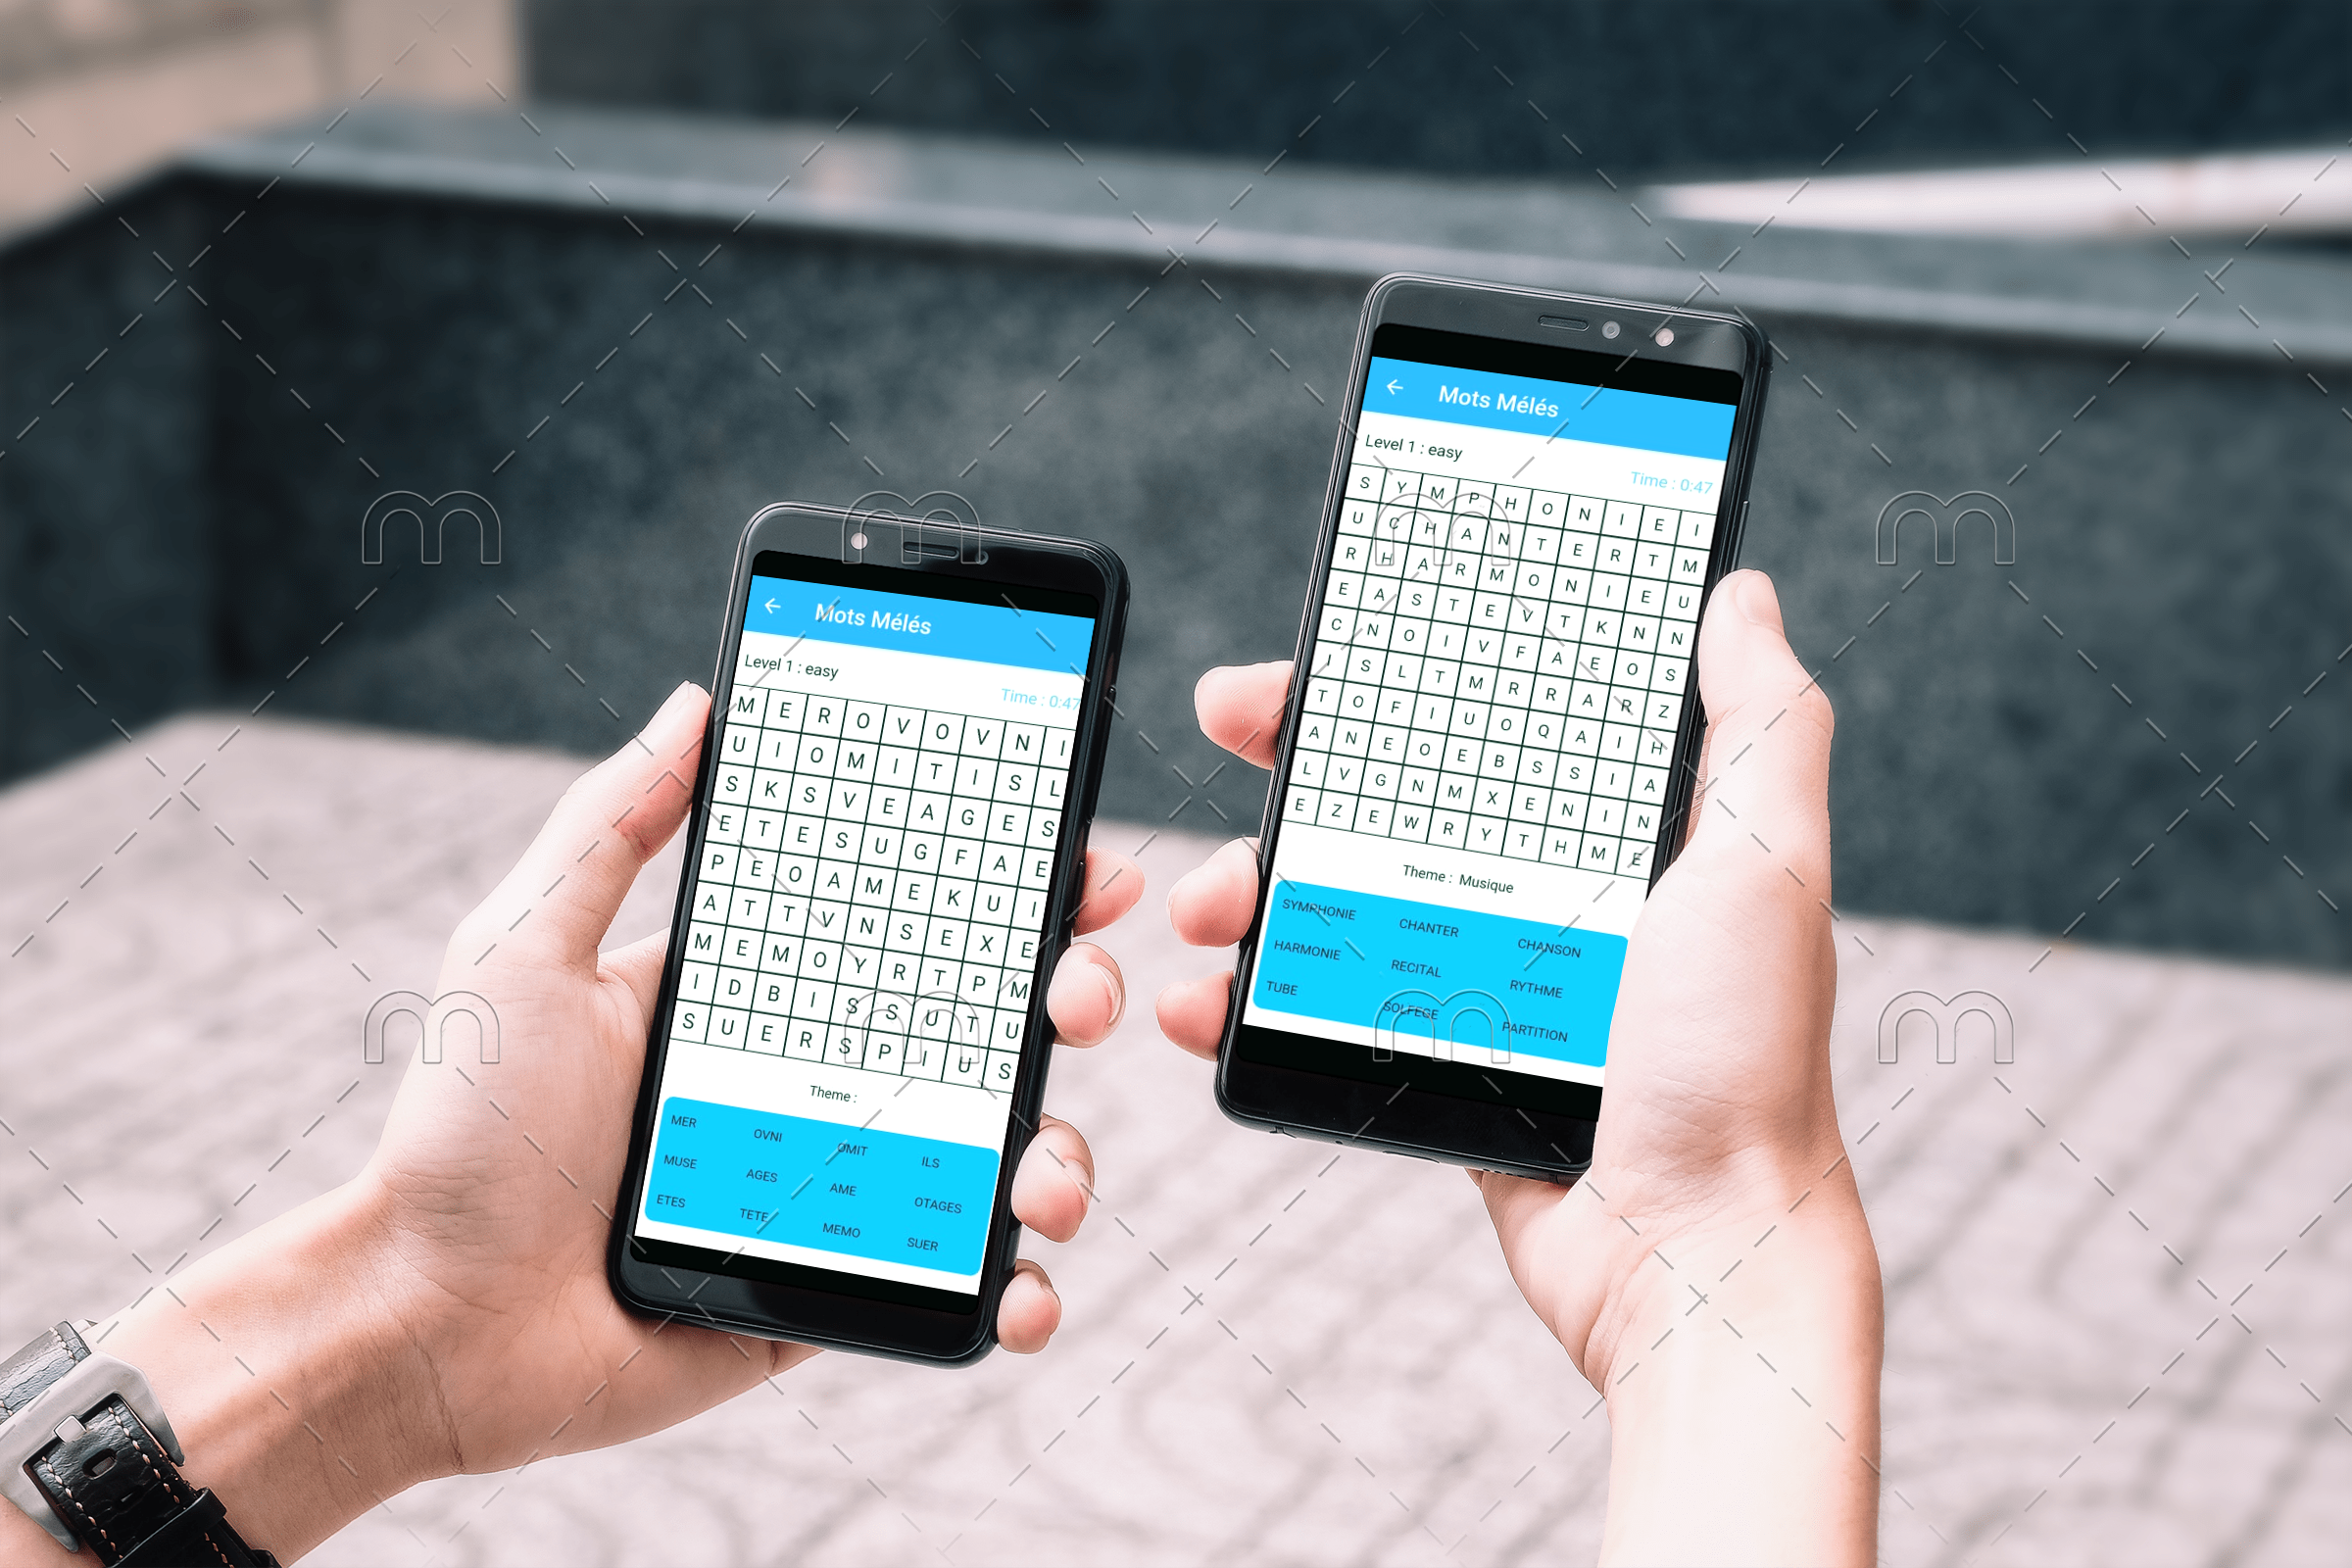 Mots Mélés
Level 1 : easy
Time : 0:47
M E R O V O V N I
U I O M I T I S L
S K S V E A G E S
E T E S U G F A E
P E O A M E K U I
A T T V N S E X E
M E M O Y R T P M
I D B I S S U T U
S U E R S P I U S
Theme :
MER OVNI OMIT ILS
MUSE AGES AME OTAGES
ETES TETE MEMO SUER
Mots Mélés
Level 1 : easy
Time : 0:47
S Y M P H O N I E I
U C H A N T E R T M
R H A R M O N I E U
E A S T E V T K N N
C N O I V F A E O S
I S L T M R R A R Z
T O F I U O Q A I H
A N E O E B S S I A
L V G N M X E N I N
E Z E W R Y T H M E
Theme : Musique
SYMPHONIE CHANTER CHANSON
HARMONIE RECITAL RYTHME
TUBE SOLFEGE PARTITION